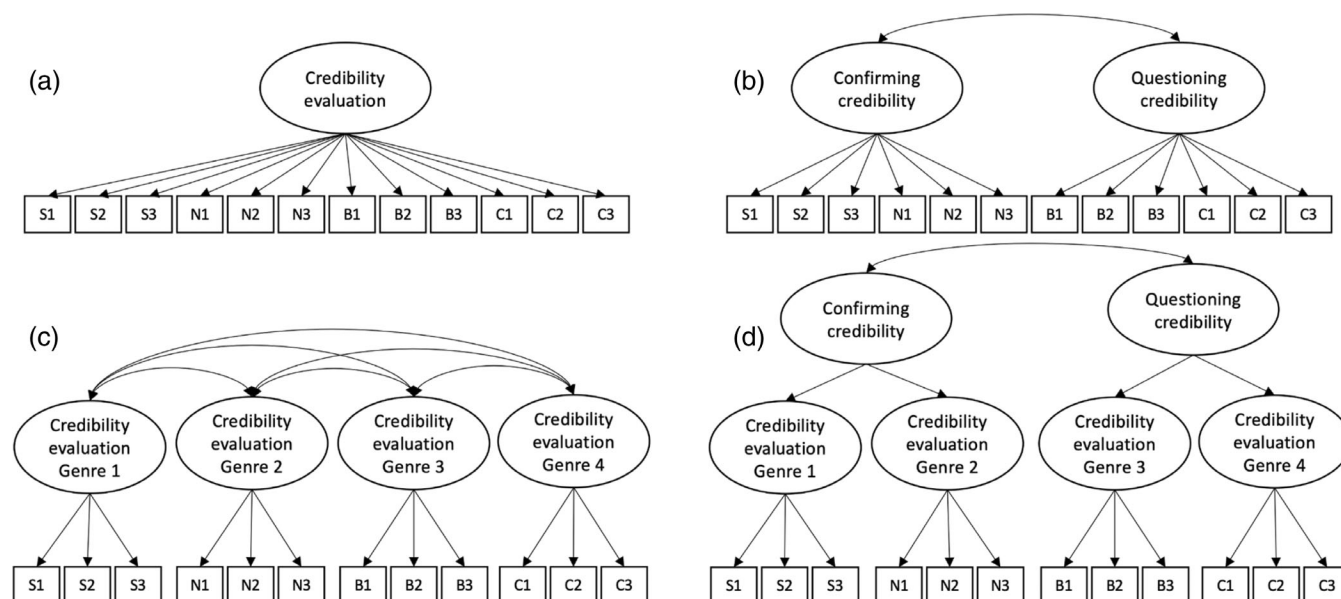 (a)
Credibility
evaluation
S1 S2 S3 N1 N2 N3 B1 B2 B3 C1 C2 C3
(b)
Confirming
credibility
Questioning
credibility
S1 S2 S3 N1 N2 N3 B1 B2 B3 C1 C2 C3
(c)
Credibility
evaluation
Genre 1
Credibility
evaluation
Genre 2
Credibility
evaluation
Genre 3
Credibility
evaluation
Genre 4
S1 S2 S3 N1 N2 N3 B1 B2 B3 C1 C2 C3
(d)
Confirming
credibility
Questioning
credibility
Credibility
evaluation
Genre 1
Credibility
evaluation
Genre 2
Credibility
evaluation
Genre 3
Credibility
evaluation
Genre 4
S1 S2 S3 N1 N2 N3 B1 B2 B3 C1 C2 C3